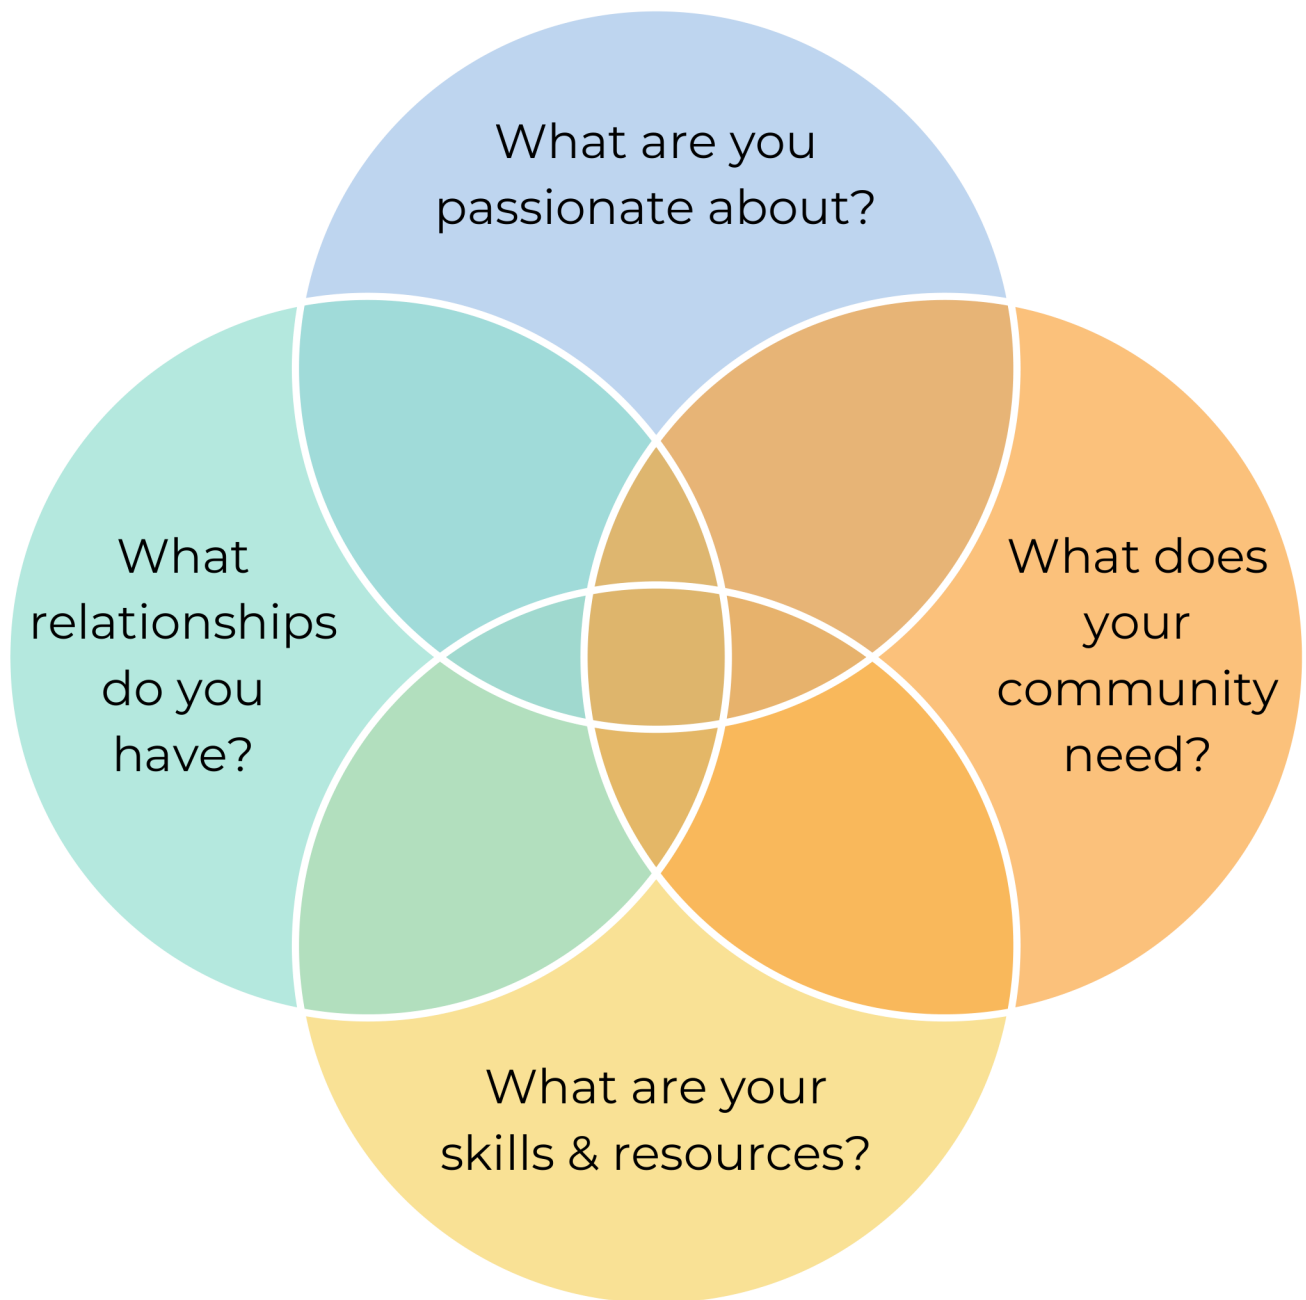 What are you
passionate about?
What
relationships
do you
have?
What does
your
community
need?
What are your
skills & resources?